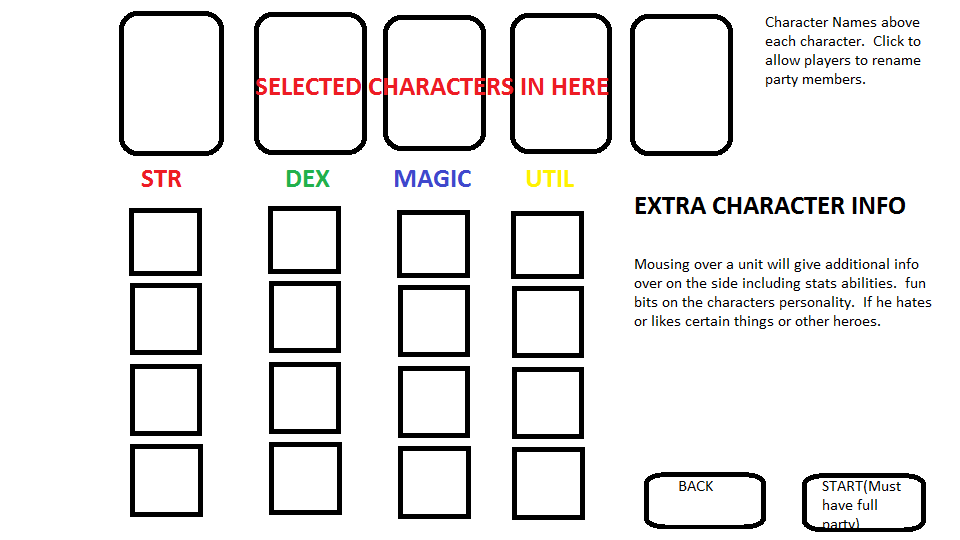 Character Names above
each character.  Click to
allow players to rename
party members.
SELECTED CHARACTERS IN HERE
STR
DEX
MAGIC
UTIL
EXTRA CHARACTER INFO
Mousing over a unit will give additional info
over on the side including stats abilities.  fun
bits on the characters personality.  If he hates
or likes certain things or other heroes.
BACK
START(Must
have full
party)